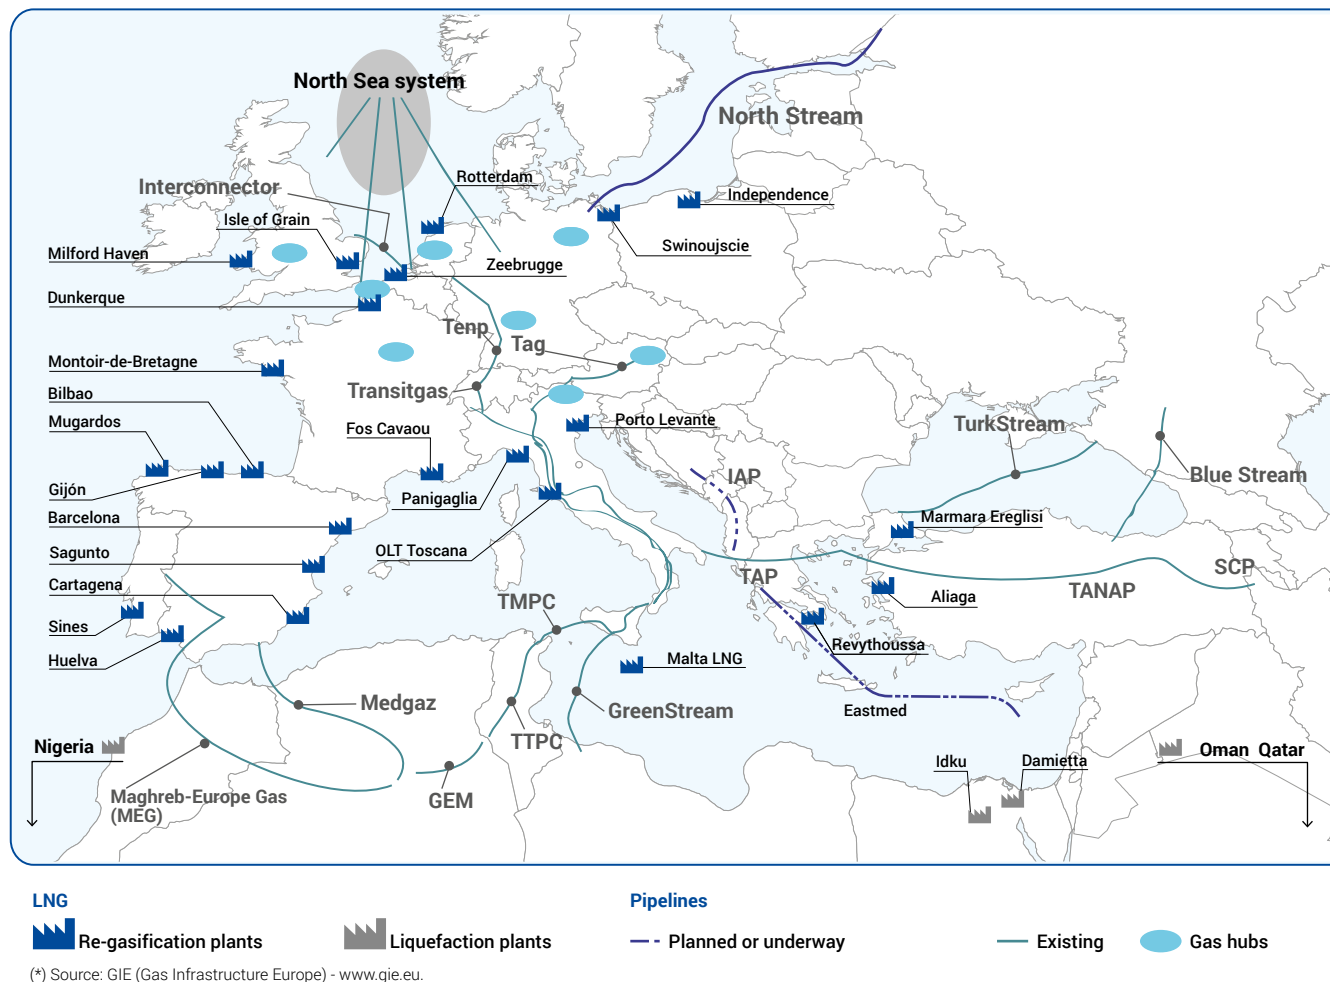 North Sea system
North Stream
Rotterdam
Interconnector
Independence
Isle of Grain
Swinoujscie
Milford Haven
Zeebrugge
Dunkerque
Tenp
Tag
Montoir-de-Bretagne
Transitgas
Bilbao
Mugardos
Fos Cavaou
Porto Levante
TurkStream
IAP
Blue Stream
Gijón
Panigaglia
Barcelona
Marmara Ereglisi
OLT Toscana
Sagunto
TAP
SCP
Cartagena
TANAP
Aliaga
TMPC
Sines
Revythoussa
Huelva
Malta LNG
Medgaz
GreenStream
Eastmed
TTPC
Nigeria
Oman Qatar
Idku
Damietta
Maghreb-Europe Gas
(MEG)
GEM
LNG
Pipelines
Re-gasification plants
Liquefaction plants
Planned or underway
Existing
Gas hubs
(*) Source: GIE (Gas Infrastructure Europe) - www.gie.eu.